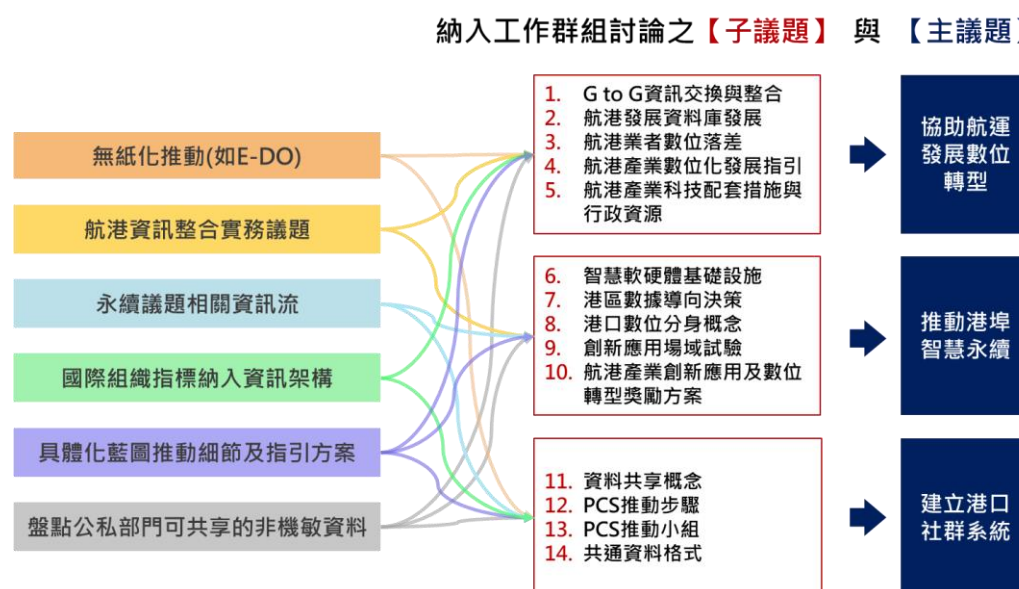 納入工作群組討論之【子議題】 與 【主議題】
無紙化推動(如E-DO)
航港資訊整合實務議題
永續議題相關資訊流
國際組織指標納入資訊架構
具體化藍圖推動細節及指引方案
盤點公私部門可共享的非機敏資料
1. G to G資訊交換與整合
2. 航港發展資料庫發展
3. 航港業者數位落差
4. 航港產業數位化發展指引
5. 航港產業科技配套措施與
行政資源
6. 智慧軟硬體基礎設施
7. 港區數據導向決策
8. 港口數位分身概念
9. 創新應用場域試驗
10. 航港產業創新應用及數位
轉型獎勵方案
11. 資料共享概念
12. PCS推動步驟
13. PCS推動小組
14. 共通資料格式
協助航運
發展數位
轉型
推動港埠
智慧永續
建立港口
社群系統